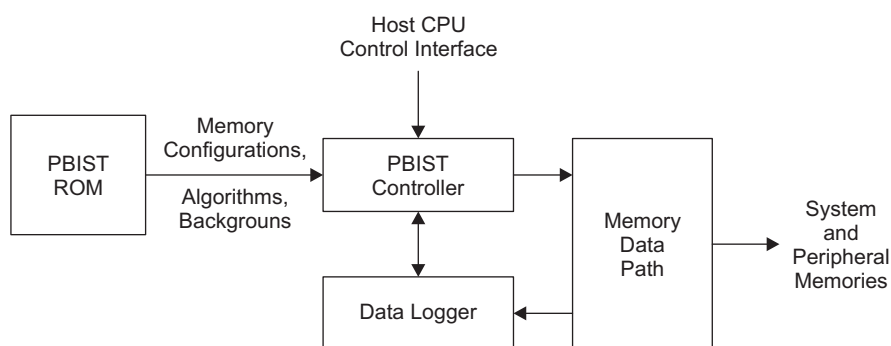 Host CPU
Control Interface
PBIST
ROM
Memory
Configurations,
Algorithms,
Backgrouns
PBIST
Controller
Memory
Data
Path
System
and
Peripheral
Memories
Data Logger